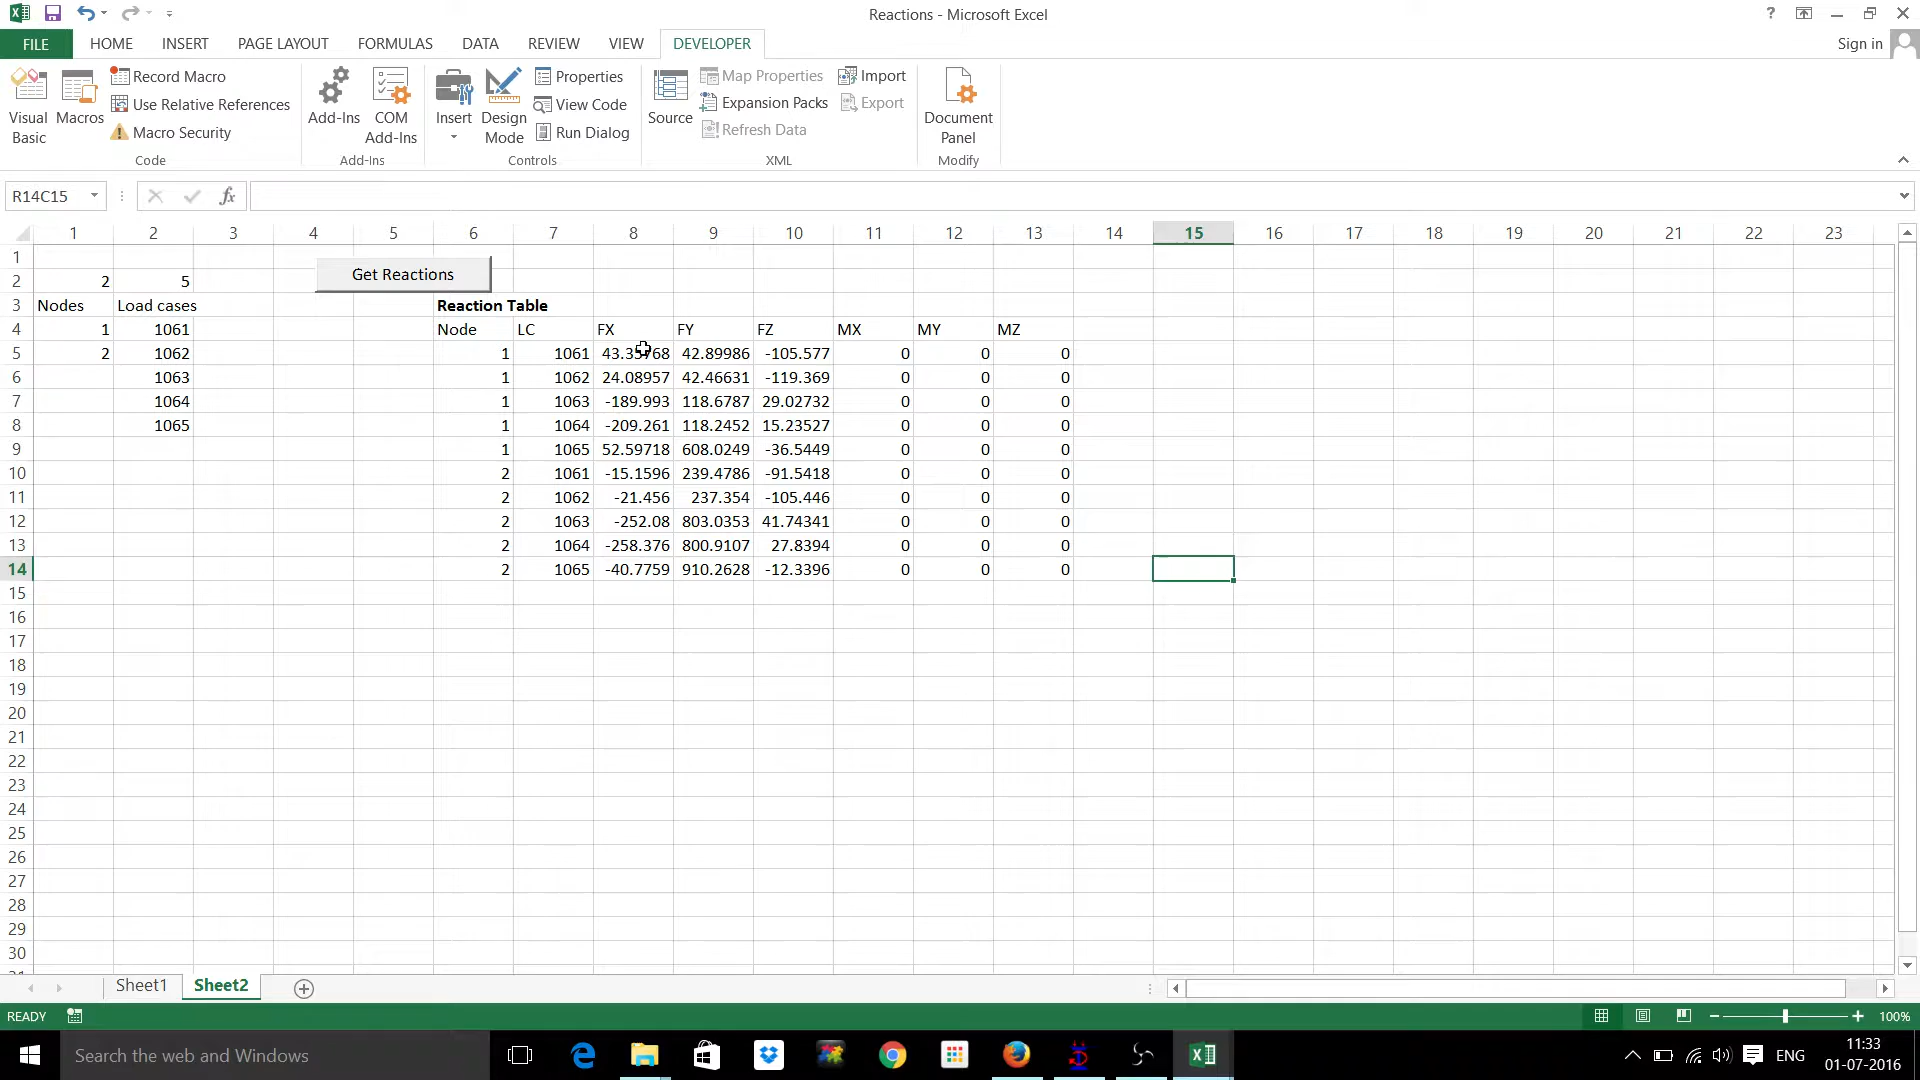 Reactions - Microsoft Excel
?
FILE HOME INSERT PAGE LAYOUT FORMULAS DATA REVIEW VIEW DEVELOPER Sign in
Visual Basic
Macros
Record Macro
Use Relative References
Macro Security
Code
Add-Ins
COM Add-Ins
Add-Ins
Insert
Design Mode
Properties
View Code
Run Dialog
Controls
Source
Map Properties
Expansion Packs
Refresh Data
Import
Export
XML
Document Panel
Modify
R14C15 fx
1 2 3 4 5 6 7 8 9 10 11 12 13 14 15 16 17 18 19 20 21 22 23
1
2 2 5 Get Reactions
3 Nodes Load cases Reaction Table
4 1 1061 Node LC FX FY FZ MX MY MZ
5 2 1062 1 1061 43.35768 42.89986 -105.577 0 0 0
6 1063 1 1062 24.08957 42.46631 -119.369 0 0 0
7 1064 1 1063 -189.993 118.6787 29.02732 0 0 0
8 1065 1 1064 -209.261 118.2452 15.23527 0 0 0
9 1 1065 52.59718 608.0249 -36.5449 0 0 0
10 2 1061 -15.1596 239.4786 -91.5418 0 0 0
11 2 1062 -21.456 237.354 -105.446 0 0 0
12 2 1063 -252.08 803.0353 41.74341 0 0 0
13 2 1064 -258.376 800.9107 27.8394 0 0 0
14 2 1065 -40.7759 910.2628 -12.3396 0 0 0
15
16
17
18
19
20
21
22
23
24
25
26
27
28
29
30
Sheet1 Sheet2
READY 100%
Search the web and Windows ENG 11:33
01-07-2016